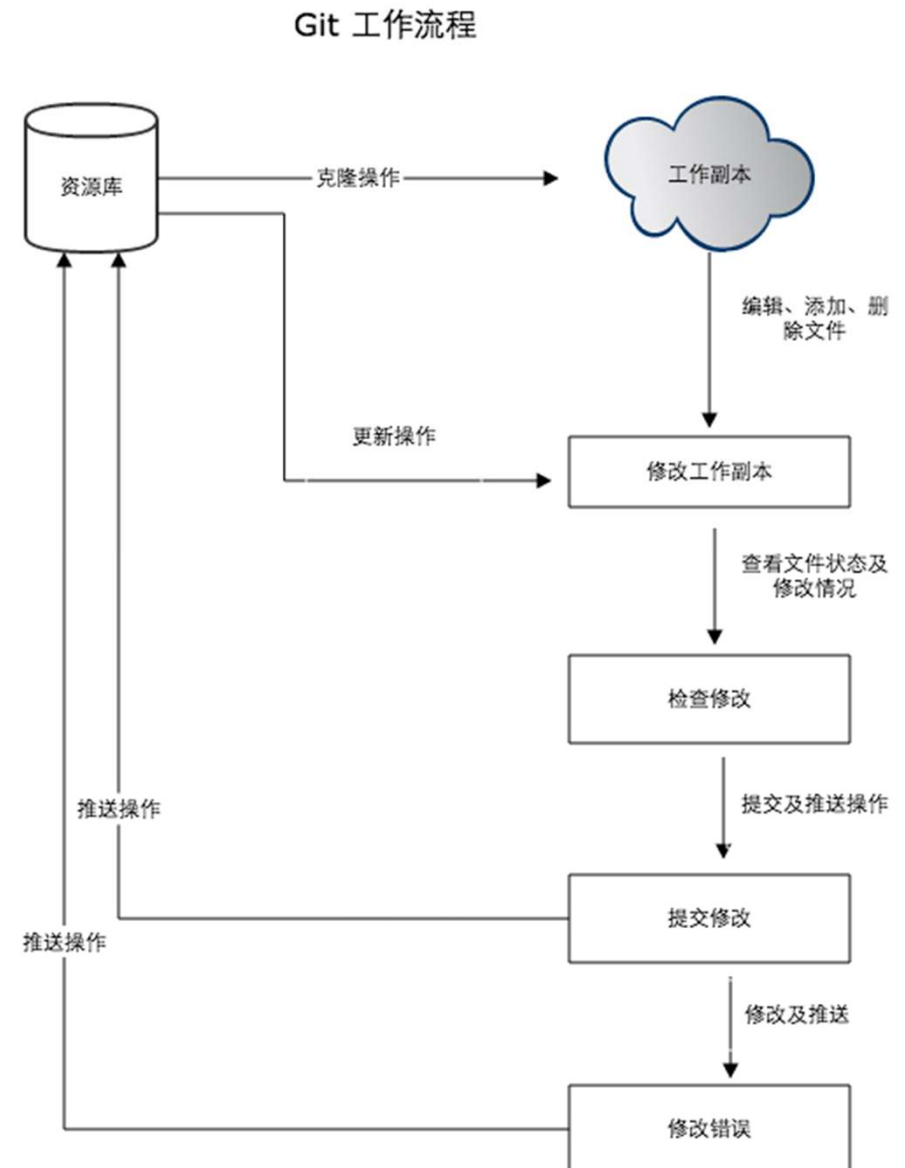 Git 工作流程
资源库
克隆操作
工作副本
编辑、添加、删
除文件
更新操作
修改工作副本
查看文件状态及
修改情况
检查修改
推送操作
提交及推送操作
提交修改
推送操作
修改及推送
修改错误